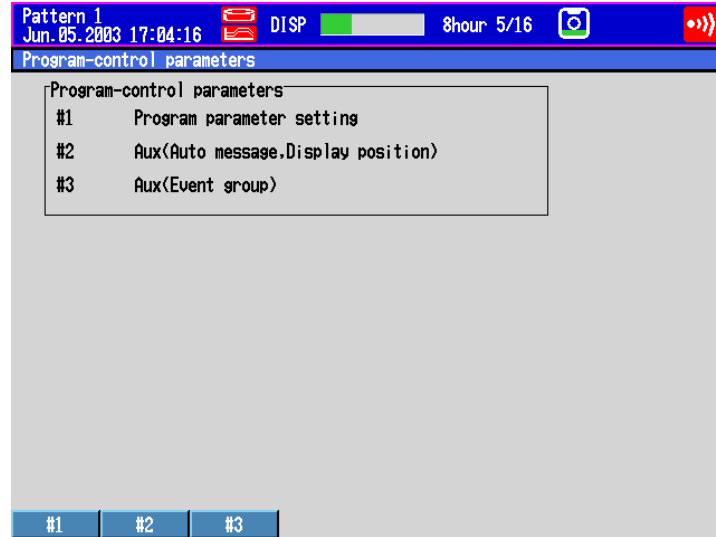 Pattern 1
Jun.05.2003 17:04:16 DISP 8hour 5/16
Program-control parameters
Program-control parameters
#1 Program parameter setting
#2 Aux(Auto message.Display position)
#3 Aux(Event group)
#1 #2 #3